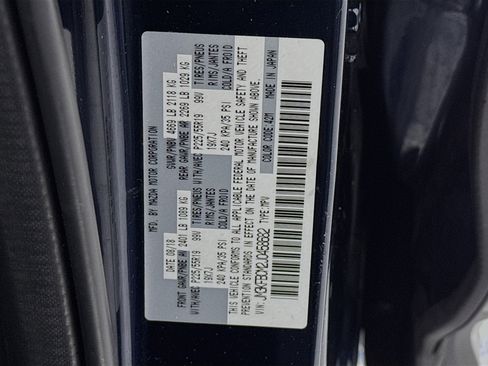 MFD. BY MAZDA MOTOR CORPORATION
DATE 08/18 GVWR/PNBV 4669 LB 2118 KG
FRONT GAWR/PNBE AV 2401 LB 1089 KG REAR GAWR/PNBE AR 2269 LB 1029 KG
WITH/AVEC TIRES/PNEUS P225/55R19 99V WITH/AVEC TIRES/PNEUS P225/55R19 99V
RIMS/JANTES 19X7J RIMS/JANTES 19X7J
COLD/A FROID 240 KPA/35 PSI COLD/A FROID 240 KPA/35 PSI
THIS VEHICLE CONFORMS TO ALL APPLICABLE FEDERAL MOTOR VEHICLE SAFETY AND THEFT
PREVENTION STANDARDS IN EFFECT ON THE DATE OF MANUFACTURE SHOWN ABOVE.
VIN: TYPE:MPV COLOR CODE:42M MADE IN JAPAN